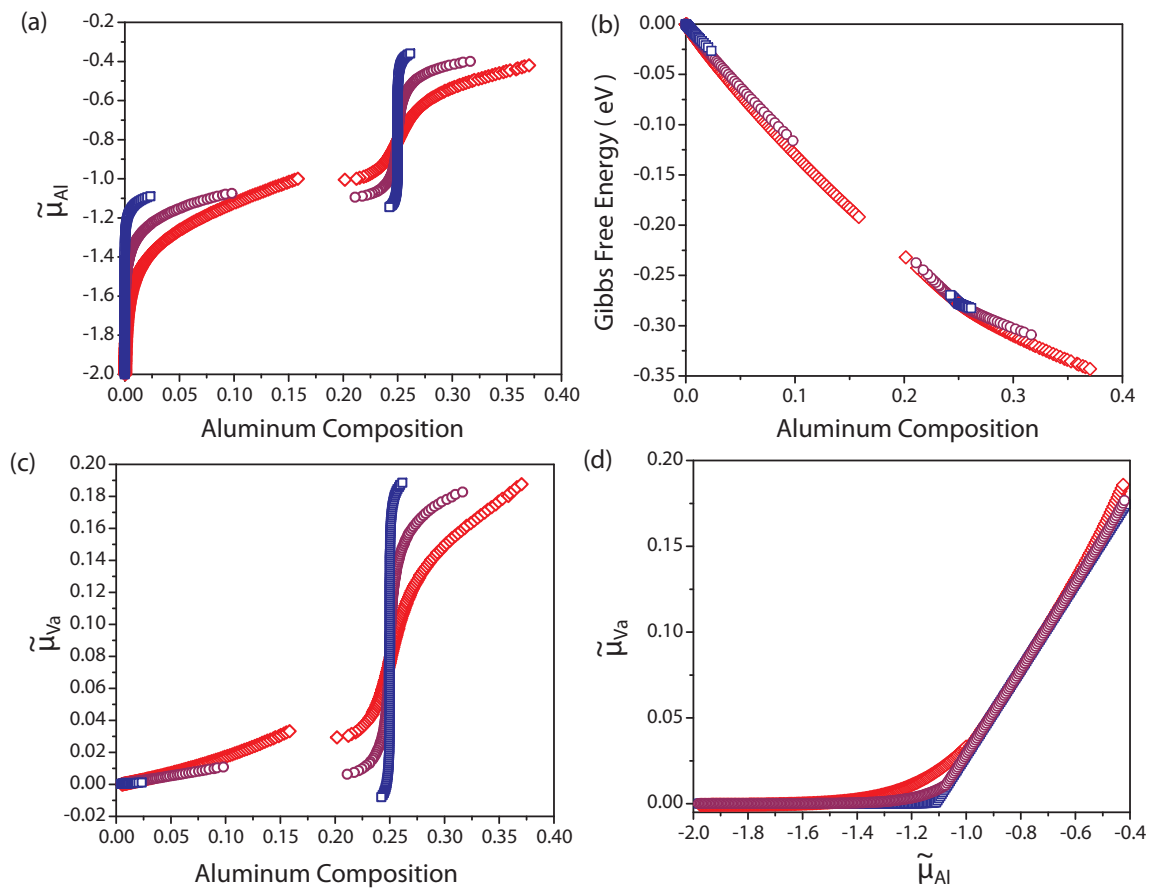 (a)
-0.2
-0.4
-0.6
-0.8
-1.0
-1.2
-1.4
-1.6
-1.8
-2.0
μ̃Al
0.00 0.05 0.10 0.15 0.20 0.25 0.30 0.35 0.40
Aluminum Composition
(b)
0.00
-0.05
-0.10
-0.15
-0.20
-0.25
-0.30
-0.35
Gibbs Free Energy ( eV )
0.0 0.1 0.2 0.3 0.4
Aluminum Composition
(c)
0.20
0.18
0.16
0.14
0.12
0.10
0.08
0.06
0.04
0.02
0.00
-0.02
μ̃Va
0.00 0.05 0.10 0.15 0.20 0.25 0.30 0.35 0.40
Aluminum Composition
(d)
0.20
0.15
0.10
0.05
0.00
μ̃Va
-2.0 -1.8 -1.6 -1.4 -1.2 -1.0 -0.8 -0.6 -0.4
μ̃Al